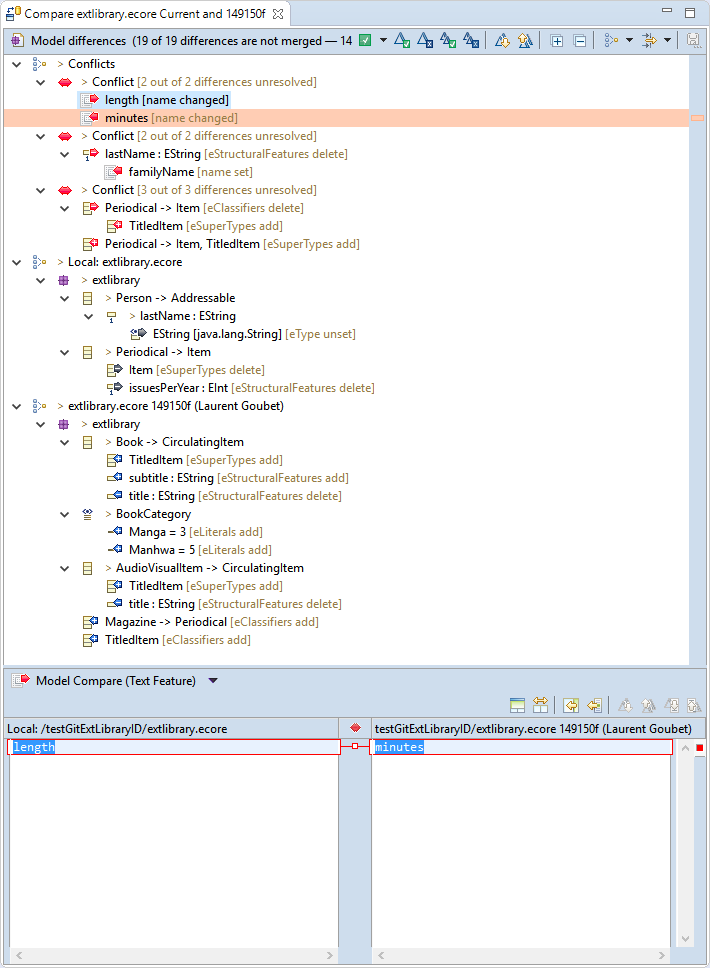 Compare extlibrary.ecore Current and 149150f
Model differences (19 of 19 differences are not merged — 14
> Conflicts
> Conflict [2 out of 2 differences unresolved]
length [name changed]
minutes [name changed]
> Conflict [2 out of 2 differences unresolved]
lastName : EString [eStructuralFeatures delete]
familyName [name set]
> Conflict [3 out of 3 differences unresolved]
Periodical -> Item [eClassifiers delete]
TitledItem [eSuperTypes add]
Periodical -> Item, TitledItem [eSuperTypes add]
> Local: extlibrary.ecore
> extlibrary
> Person -> Addressable
> lastName : EString
EString [java.lang.String] [eType unset]
> Periodical -> Item
Item [eSuperTypes delete]
issuesPerYear : EInt [eStructuralFeatures delete]
> extlibrary.ecore 149150f (Laurent Goubet)
> extlibrary
> Book -> CirculatingItem
TitledItem [eSuperTypes add]
subtitle : EString [eStructuralFeatures add]
title : EString [eStructuralFeatures delete]
> BookCategory
Manga = 3 [eLiterals add]
Manhwa = 5 [eLiterals add]
> AudioVisualItem -> CirculatingItem
TitledItem [eSuperTypes add]
title : EString [eStructuralFeatures delete]
Magazine -> Periodical [eClassifiers add]
TitledItem [eClassifiers add]
Model Compare (Text Feature)
Local: /testGitExtLibraryID/extlibrary.ecore
testGitExtLibraryID/extlibrary.ecore 149150f (Laurent Goubet)
length
minutes